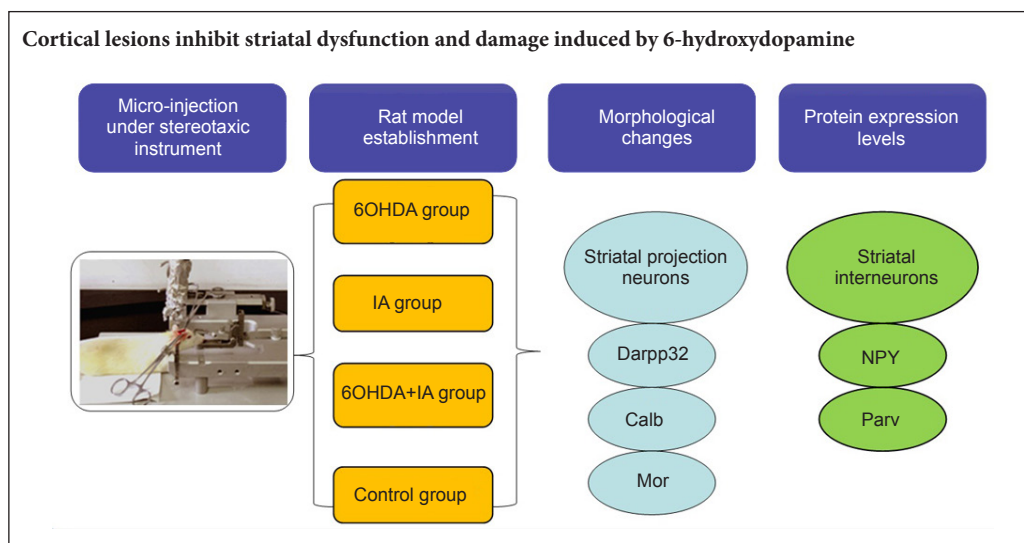 Cortical lesions inhibit striatal dysfunction and damage induced by 6-hydroxydopamine
Micro-injection
under stereotaxic
instrument
Rat model
establishment
Morphological
changes
Protein expression
levels
6OHDA group
IA group
6OHDA+IA group
Control group
Striatal projection
neurons
Darpp32
Calb
Mor
Striatal
interneurons
NPY
Parv